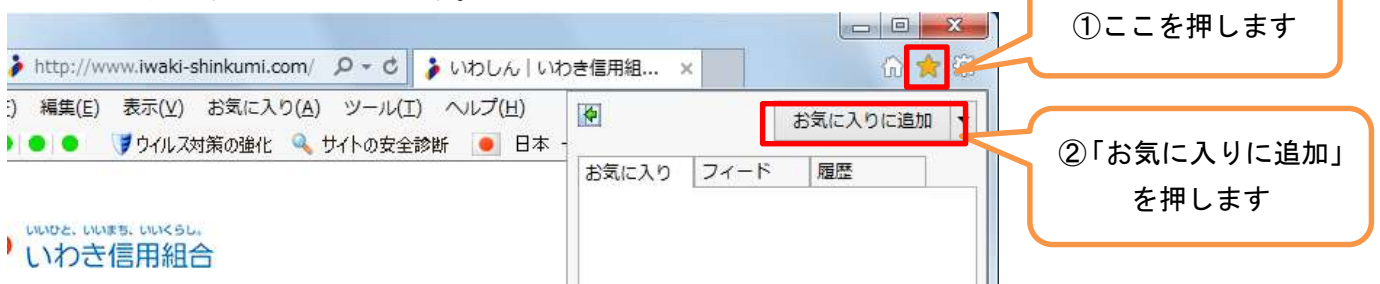 ①ここを押します
http://www.iwaki-shinkumi.com/
いわしん | いわき信用組...
編集(E) 表示(V) お気に入り(A) ツール(T) ヘルプ(H)
お気に入りに追加
ウイルス対策の強化 サイトの安全診断 日本
②「お気に入りに追加」
を押します
お気に入り フィード 履歴
いいひと、いいまち、いいくらし。
いわき信用組合